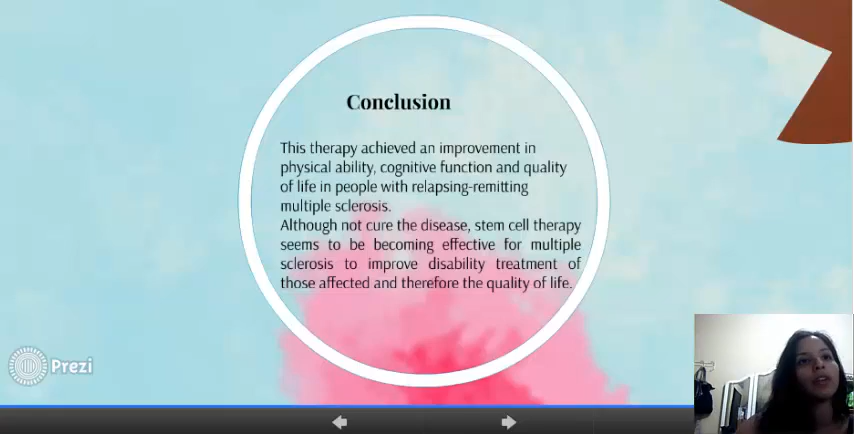 Conclusion
This therapy achieved an improvement in
physical ability, cognitive function and quality
of life in people with relapsing-remitting
multiple sclerosis.
Although not cure the disease, stem cell therapy
seems to be becoming effective for multiple
sclerosis to improve disability treatment of
those affected and therefore the quality of life.
Prezi